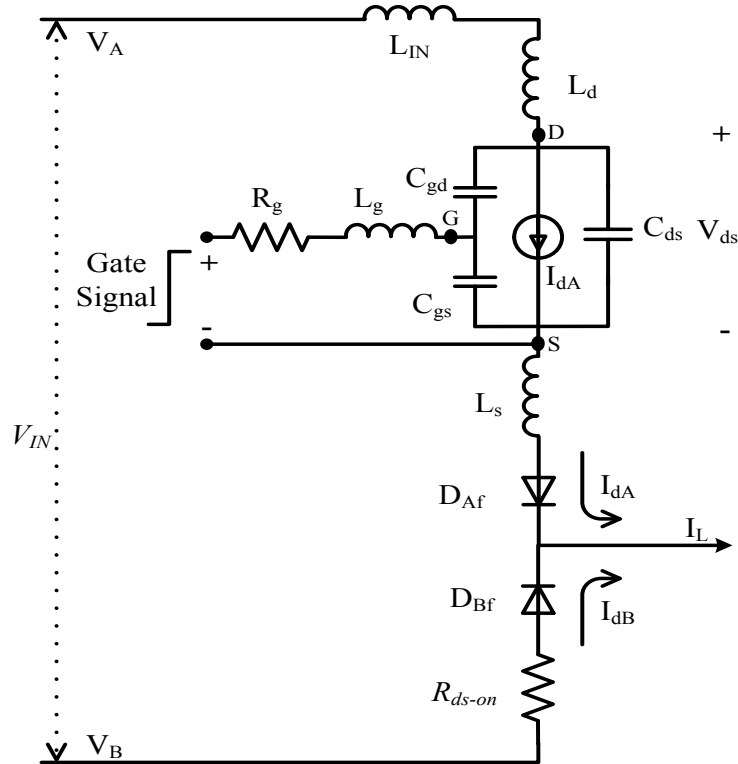 V_A
L_IN
L_d
D
+
C_gd
R_g
L_g
G
C_ds
V_ds
Gate
Signal
+
I_dA
C_gs
-
-
S
L_s
V_IN
D_Af
I_dA
I_L
D_Bf
I_dB
R_ds-on
V_B